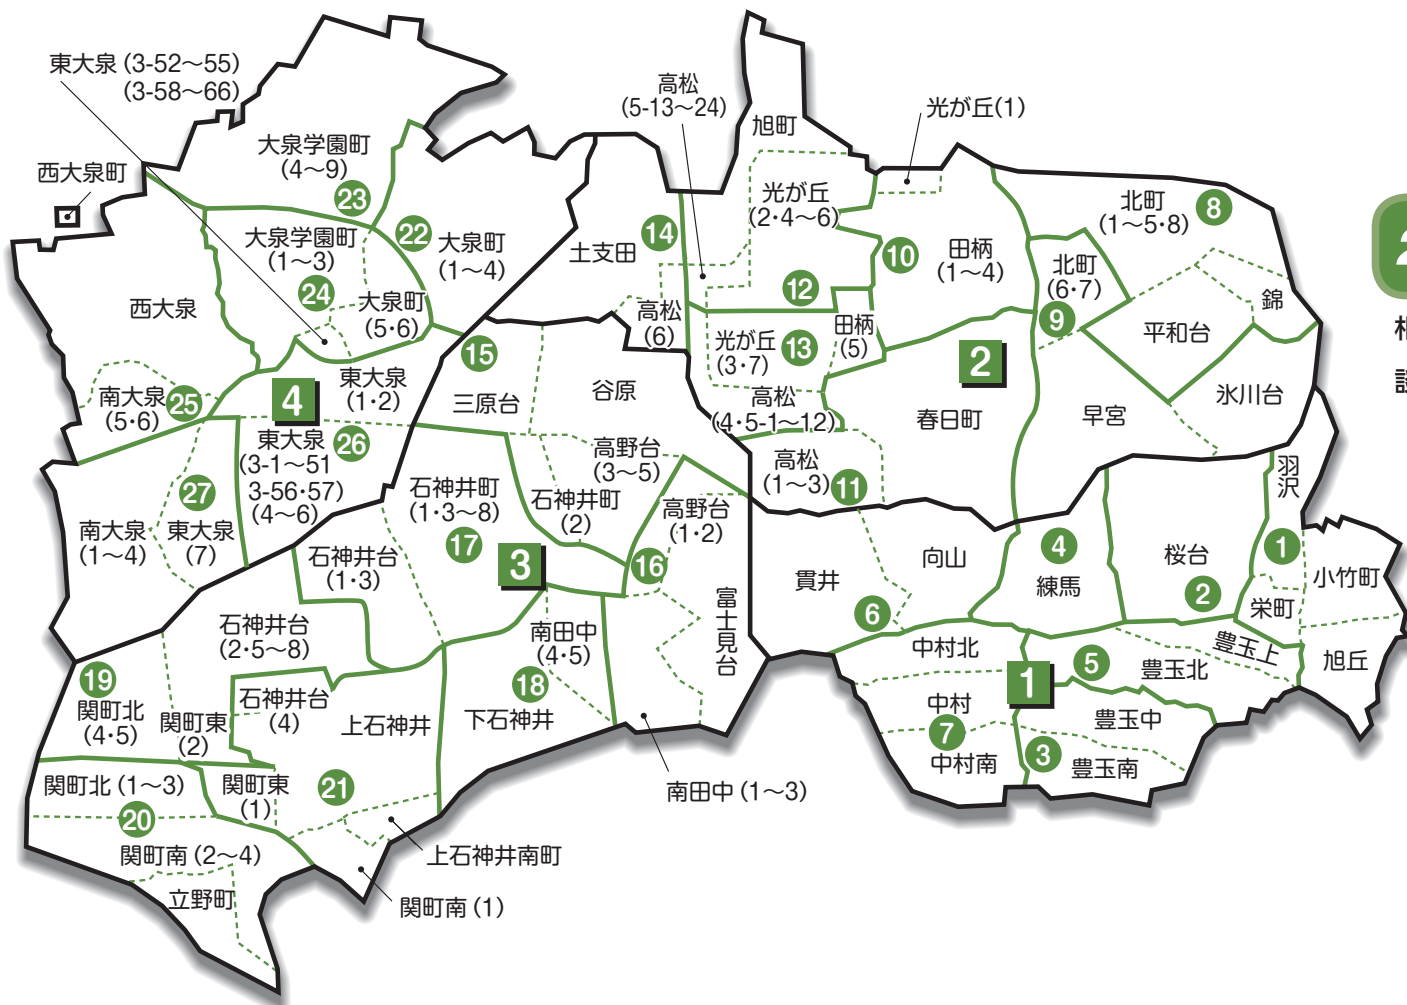 東大泉 (3-52〜55)
(3-58〜66)
西大泉町
大泉学園町
(4〜9)
23
大泉学園町
(1〜3)
24
22
大泉町
(1〜4)
大泉町
(5・6)
西大泉
南大泉
(5・6)
25
4
東大泉
(1・2)
東大泉
(3-1〜51
3-56・57)
(4〜6)
26
27
南大泉
(1〜4)
東大泉
(7)
高松
(5-13〜24)
旭町
光が丘(1)
土支田
14
光が丘
(2・4〜6)
12
10
田柄
(1〜4)
北町
(1〜5・8)
8
北町
(6・7)
9
錦
平和台
氷川台
高松
(6)
光が丘
(3・7)
13
田柄
(5)
2
春日町
早宮
高松
(4・5-1〜12)
高松
(1〜3)
11
15
三原台
谷原
高野台
(3〜5)
石神井町
(1・3〜8)
17
石神井町
(2)
高野台
(1・2)
16
3
富士見台
石神井台
(1・3)
石神井台
(2・5〜8)
石神井台
(4)
上石神井
南田中
(4・5)
18
下石神井
19
関町北
(4・5)
関町東
(2)
関町北 (1〜3)
関町東
(1)
21
20
関町南 (2〜4)
立野町
上石神井南町
関町南 (1)
南田中 (1〜3)
羽沢
1
小竹町
桜台
2
栄町
旭丘
4
練馬
向山
貫井
6
中村北
1
5
豊玉北
豊玉上
中村
7
中村南
3
豊玉中
豊玉南